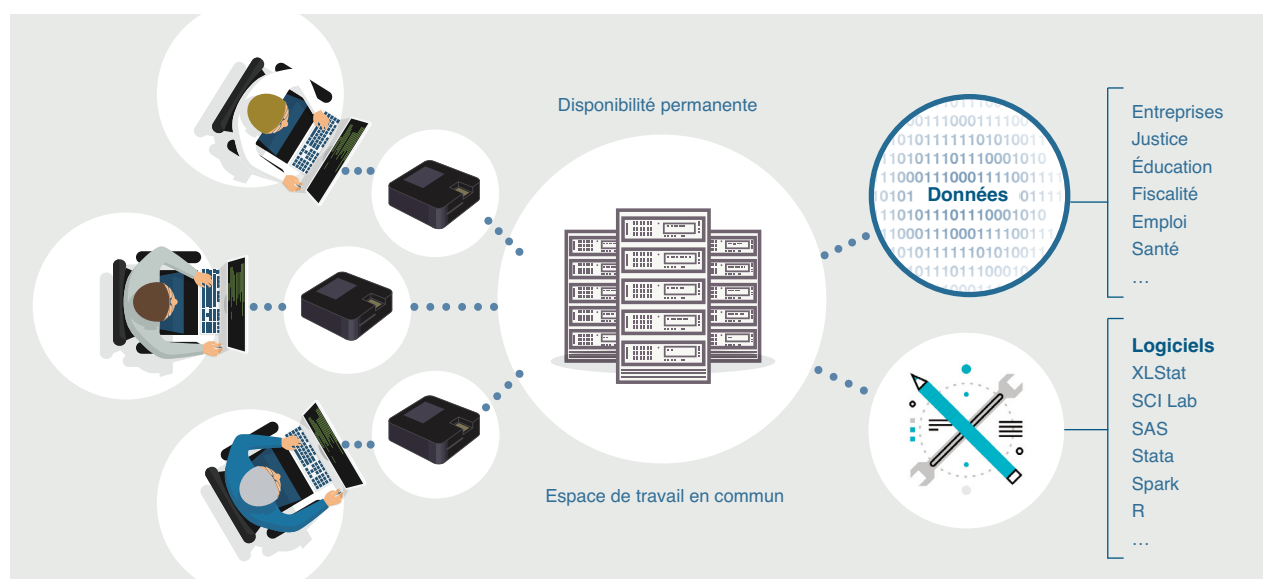 Disponibilité permanente
Espace de travail en commun
Données
Entreprises
Justice
Éducation
Fiscalité
Emploi
Santé
…
Logiciels
XLStat
SCI Lab
SAS
Stata
Spark
R
…